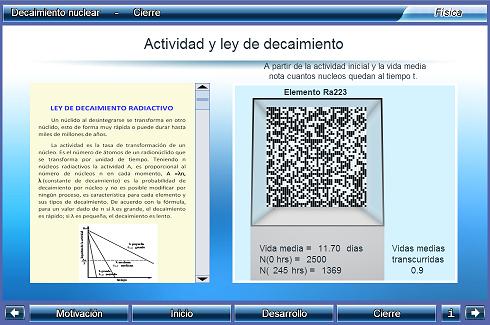 Decaimiento nuclear - Cierre
Física
Actividad y ley de decaimiento
A partir de la actividad inicial y la vida media
nota cuantos nucleos quedan al tiempo t.
LEY DE DECAIMIENTO RADIACTIVO
Un núclido al desintegrarse se transforma en otro
núclido, esto de forma muy rápida o puede durar hasta
miles de millones de años.
La actividad es la tasa de transformación de un
núcleo. Es el número de átomos de un radionúclido que
se transforma por unidad de tiempo. Teniendo n
núcleos radiactivos la actividad A, es proporcional al
número de núcleos n en cada momento, A =λn,
λ(constante de decaimiento) es la probabilidad de
decaimiento por núcleo y no es posible modificar por
ningún proceso, es característica para cada elemento y
sus tipos de decaimiento. De acuerdo con la fórmula,
para un valor dado de n si λ es grande, el decaimiento
es rápido; si λ es pequeña, el decaimiento es lento.
Elemento Ra223
Vida media = 11.70 dias
N(0 hrs) = 2500
N( 245 hrs) = 1369
Vidas medias
transcurridas
0.9
Motivación
Inicio
Desarrollo
Cierre
i